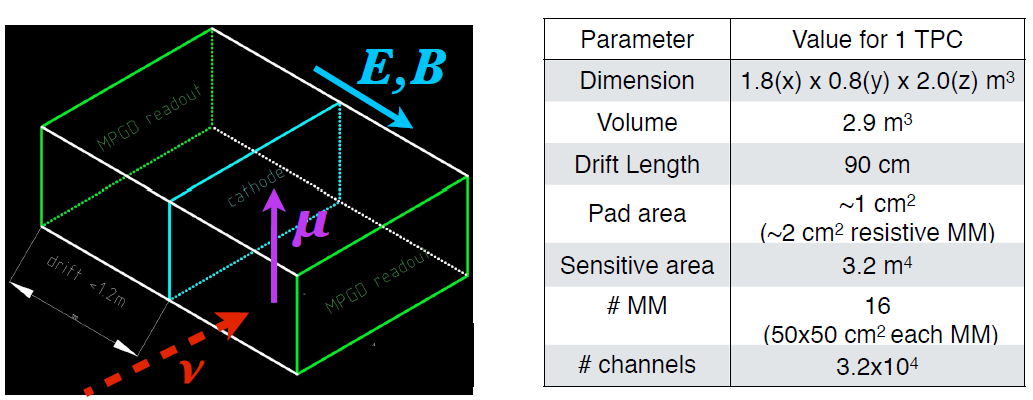 E,B
MPGD readout
cathode
μ
MPGD readout
drift <1.2m
ν
Parameter Value for 1 TPC
Dimension 1.8(x) x 0.8(y) x 2.0(z) m³
Volume 2.9 m³
Drift Length 90 cm
Pad area ~1 cm²
(~2 cm² resistive MM)
Sensitive area 3.2 m⁴
# MM 16
(50x50 cm² each MM)
# channels 3.2x10⁴